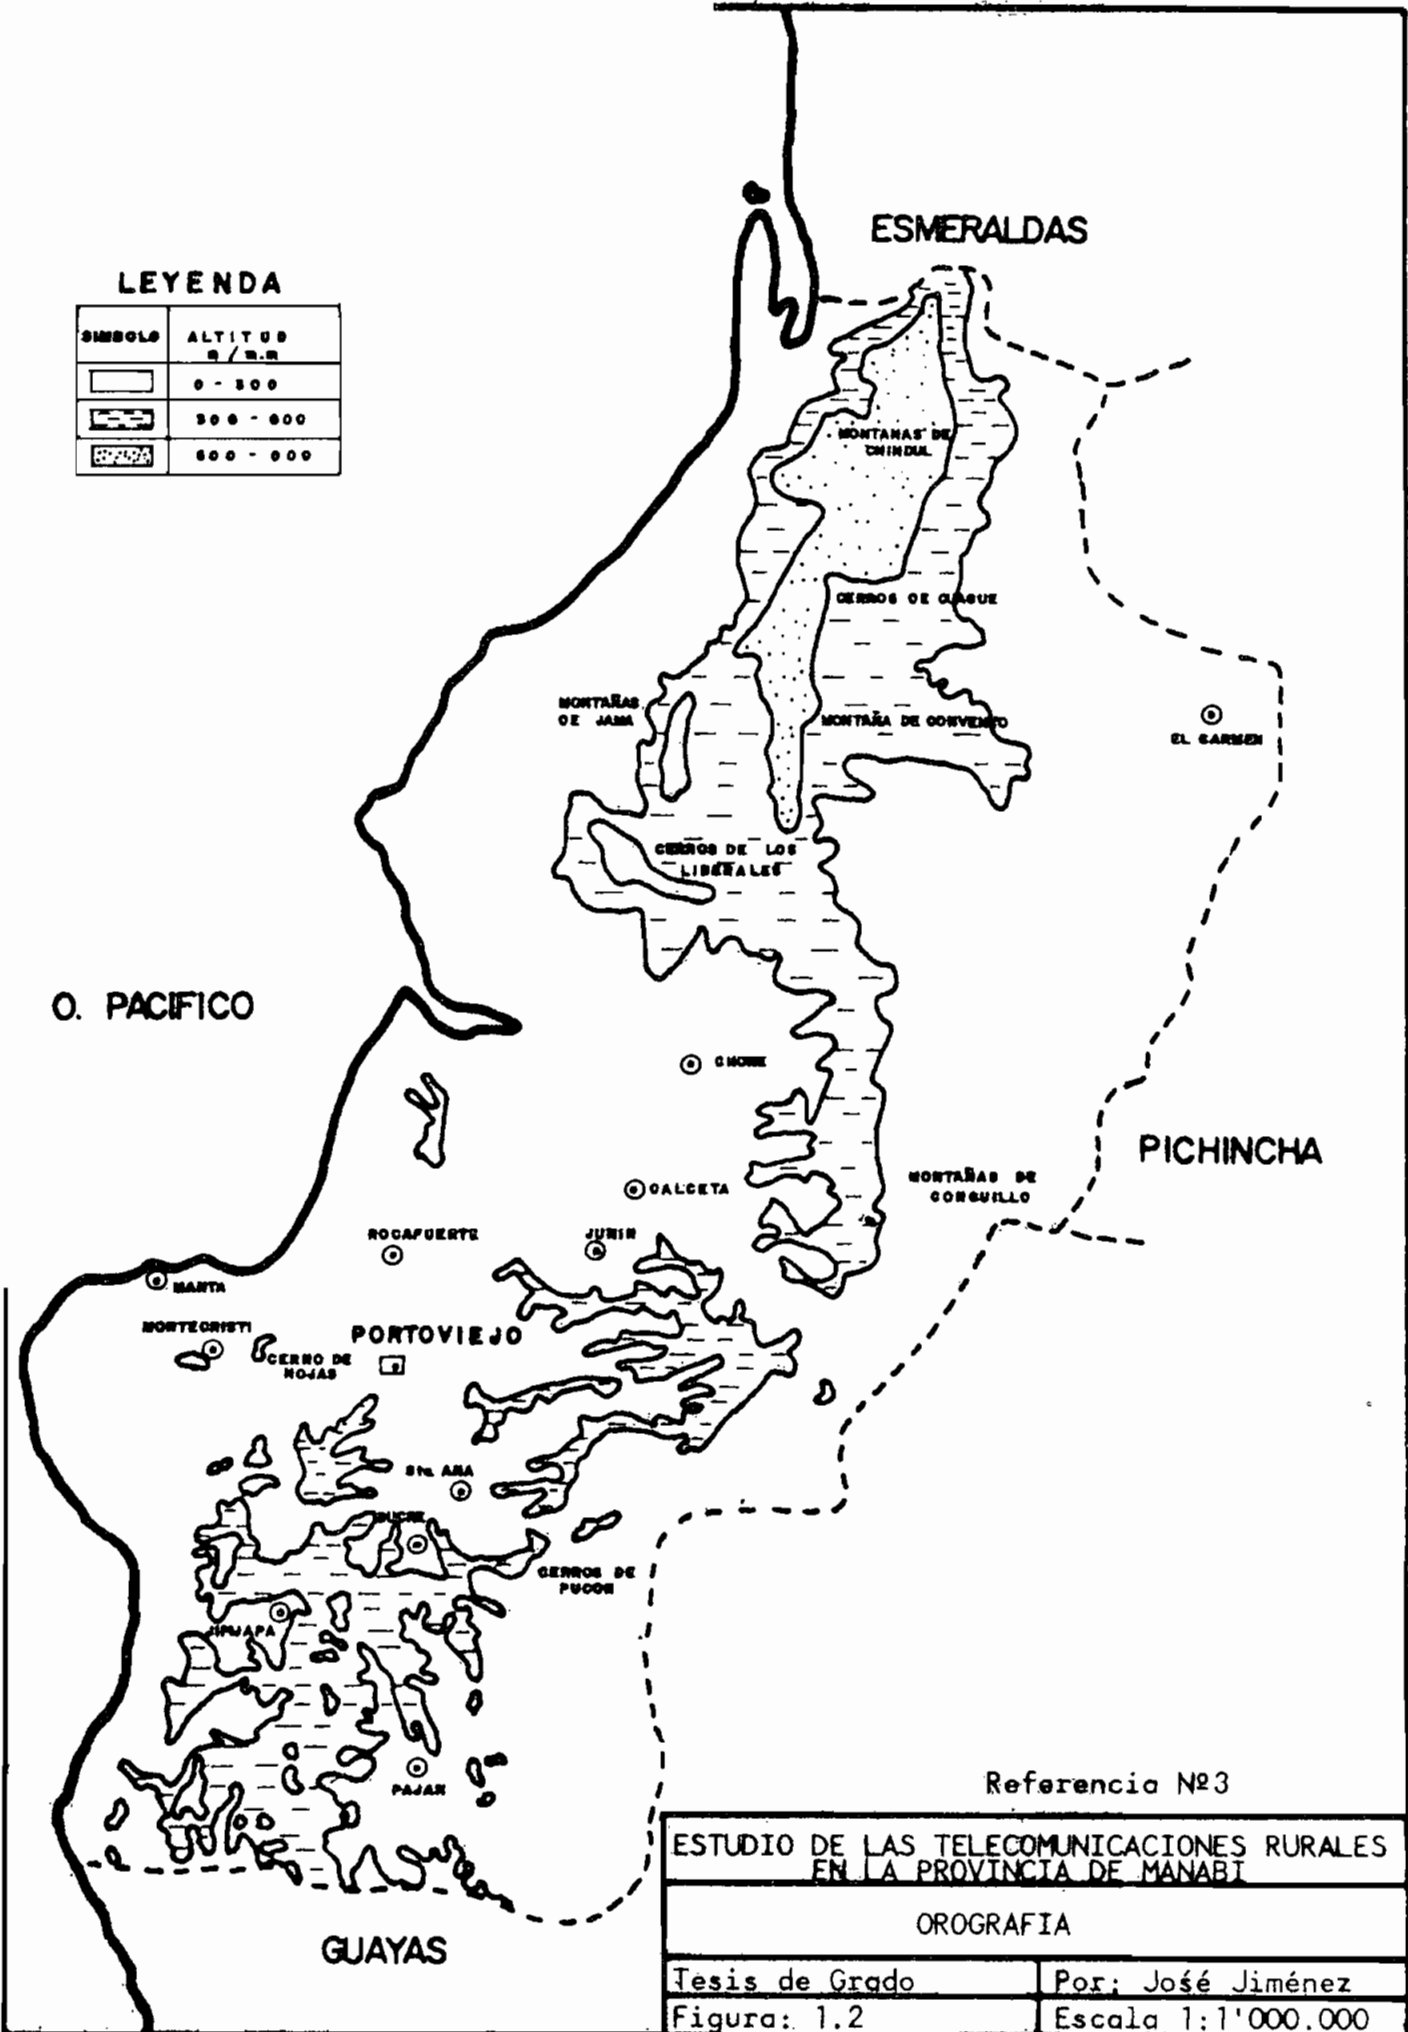 ESMERALDAS
LEYENDA
SIMBOLO
ALTITUD
m / n.m
0 - 300
300 - 600
600 - 900
MONTAÑAS DE
CHINDUL
CERROS DE CUAQUE
MONTAÑAS
DE JAMA
MONTAÑA DE CONVENTO
EL CARMEN
CERROS DE LOS
LIBERALES
O. PACIFICO
CHONE
PICHINCHA
MONTAÑAS DE
CONGUILLO
CALCETA
ROCAFUERTE
JUNIN
MANTA
MONTECRISTI
PORTOVIEJO
CERRO DE
HOJAS
Sta. ANA
SUCRE
CERROS DE
PUCON
JIPIJAPA
PAJAN
Referencia Nº3
ESTUDIO DE LAS TELECOMUNICACIONES RURALES
EN LA PROVINCIA DE MANABI
OROGRAFIA
GUAYAS
Tesis de Grado
Por: José Jiménez
Figura: 1.2
Escala 1:1'000.000